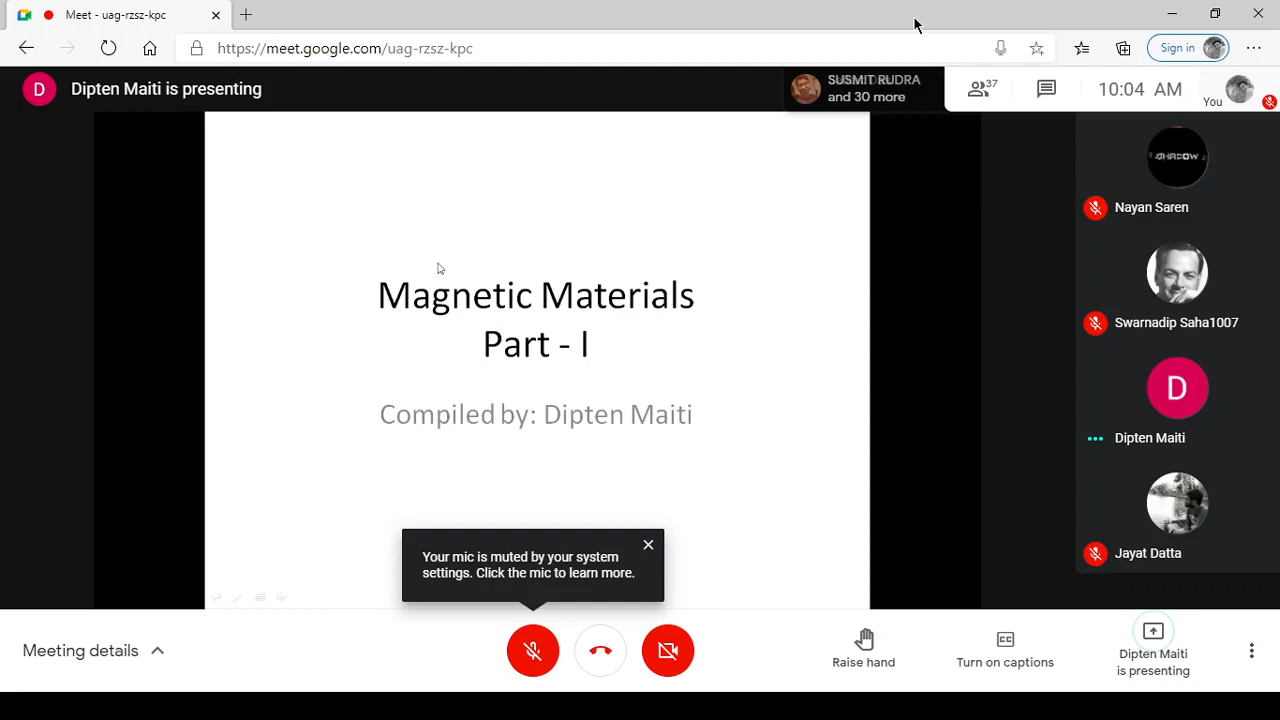 Meet - uag-rzsz-kpc
https://meet.google.com/uag-rzsz-kpc
Sign in
Dipten Maiti is presenting
SUSMIT RUDRA
and 30 more
37
10:04 AM
You
Nayan Saren
Swarnadip Saha1007
D
Dipten Maiti
Jayat Datta
D
Magnetic Materials
Part - I
Compiled by: Dipten Maiti
Your mic is muted by your system
settings. Click the mic to learn more.
Meeting details
Raise hand
CC
Turn on captions
Dipten Maiti
is presenting